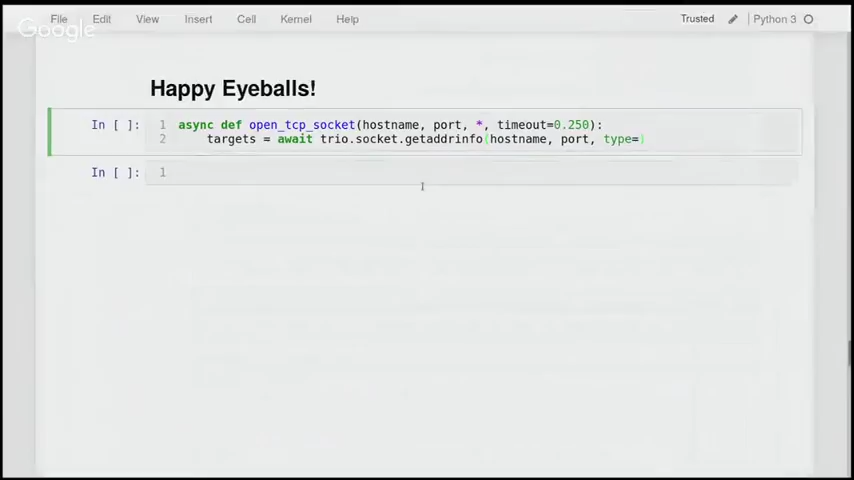 File Edit View Insert Cell Kernel Help Trusted Python 3
Google
Happy Eyeballs!
In [ ]: 1 async def open_tcp_socket(hostname, port, *, timeout=0.250):
2 targets = await trio.socket.getaddrinfo(hostname, port, type=)
In [ ]: 1